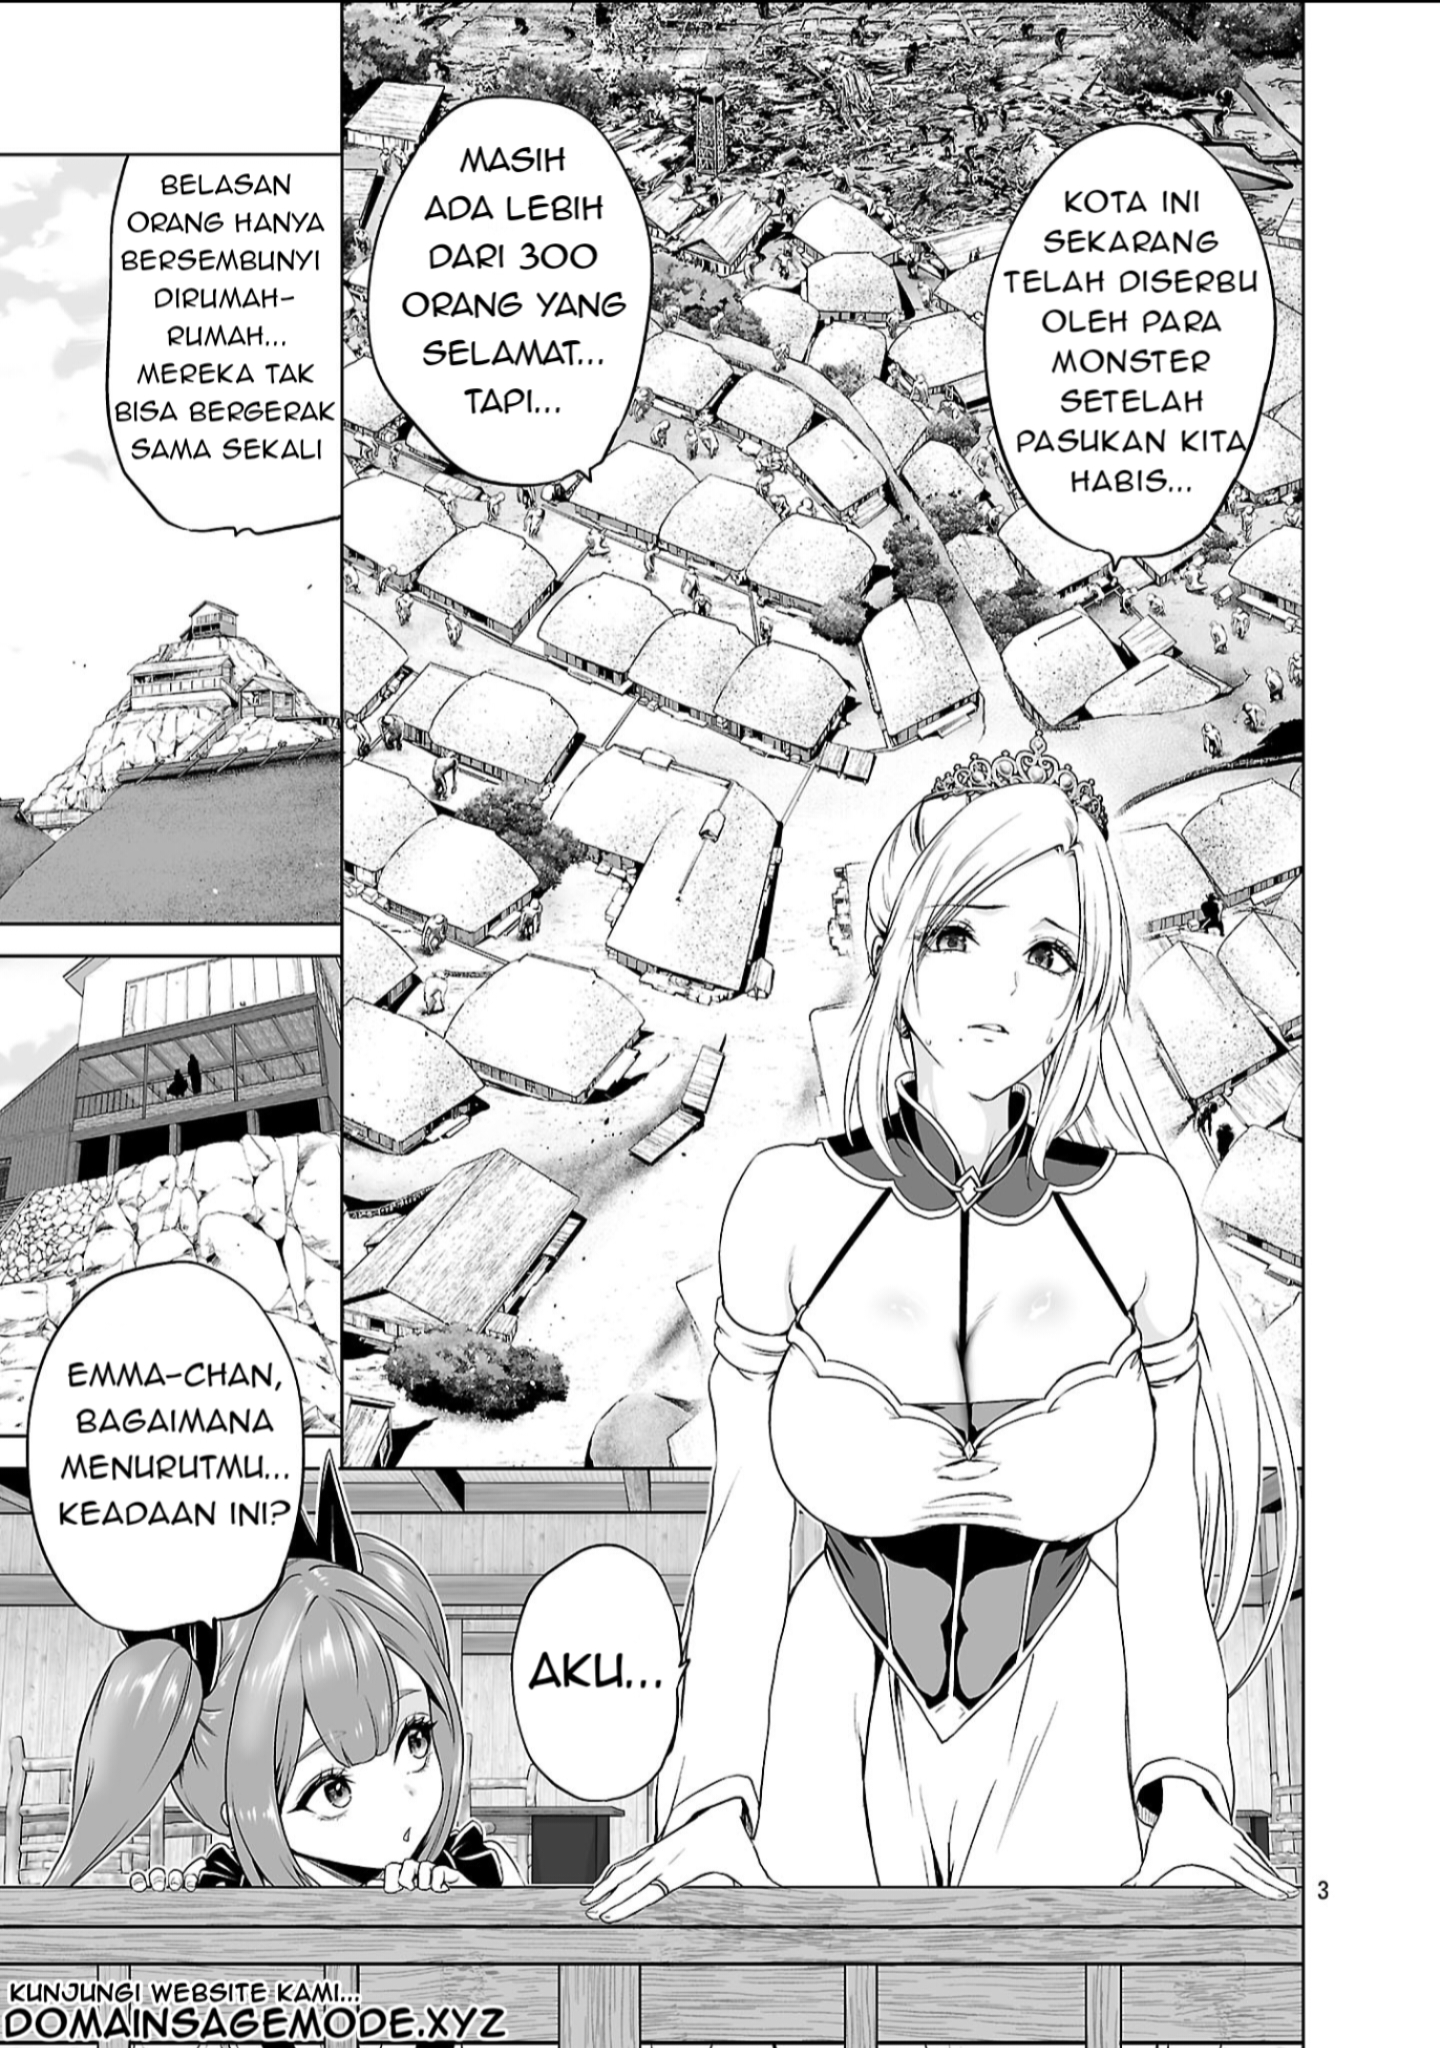 KOTA INI
SEKARANG
TELAH DISERBU
OLEH PARA
MONSTER
SETELAH
PASUKAN KITA
HABIS...
MASIH
ADA LEBIH
DARI 300
ORANG YANG
SELAMAT...
TAPI...
BELASAN
ORANG HANYA
BERSEMBUNYI
DIRUMAH-
RUMAH...
MEREKA TAK
BISA BERGERAK
SAMA SEKALI
EMMA-CHAN,
BAGAIMANA
MENURUTMU...
KEADAAN INI?
AKU...
3
KUNJUNGI WEBSITE KAMI...
DOMAINSAGEMODE.XYZ